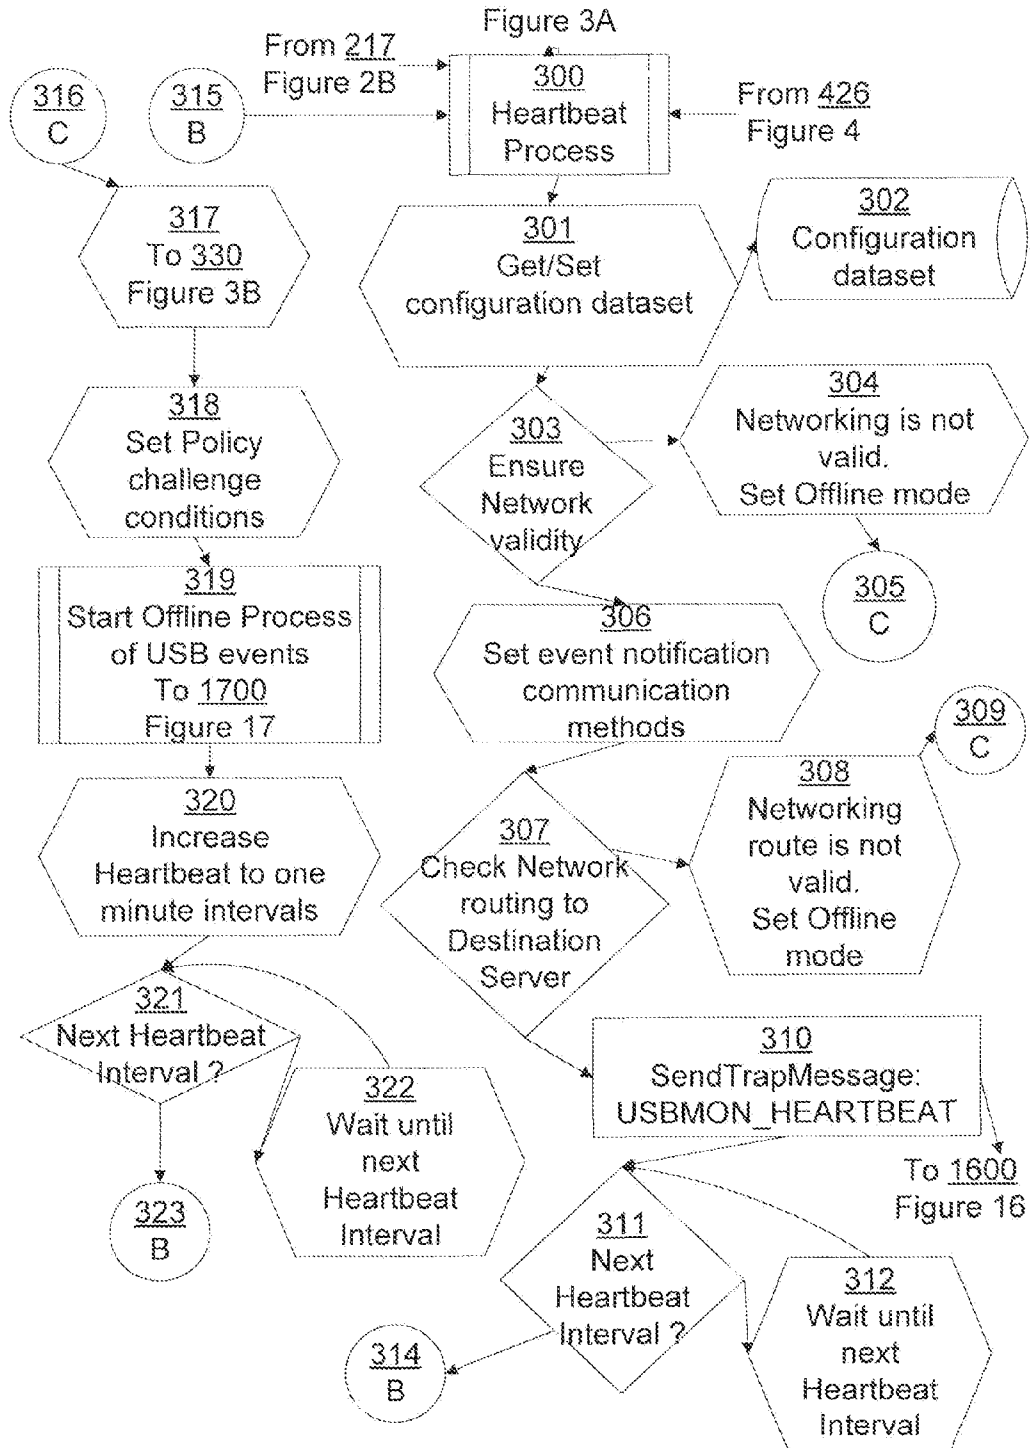 Figure 3A
From 217
Figure 2B
300
Heartbeat
Process
From 426
Figure 4
316
C
315
B
317
To 330
Figure 3B
301
Get/Set
configuration dataset
302
Configuration
dataset
318
Set Policy
challenge
conditions
303
Ensure
Network
validity
304
Networking is not
valid.
Set Offline mode
305
C
319
Start Offline Process
of USB events
To 1700
Figure 17
306
Set event notification
communication
methods
309
C
320
Increase
Heartbeat to one
minute intervals
307
Check Network
routing to
Destination
Server
308
Networking
route is not
valid.
Set Offline
mode
321
Next Heartbeat
Interval ?
322
Wait until
next
Heartbeat
Interval
323
B
310
SendTrapMessage:
USBMON_HEARTBEAT
To 1600
Figure 16
311
Next
Heartbeat
Interval ?
312
Wait until
next
Heartbeat
Interval
314
B